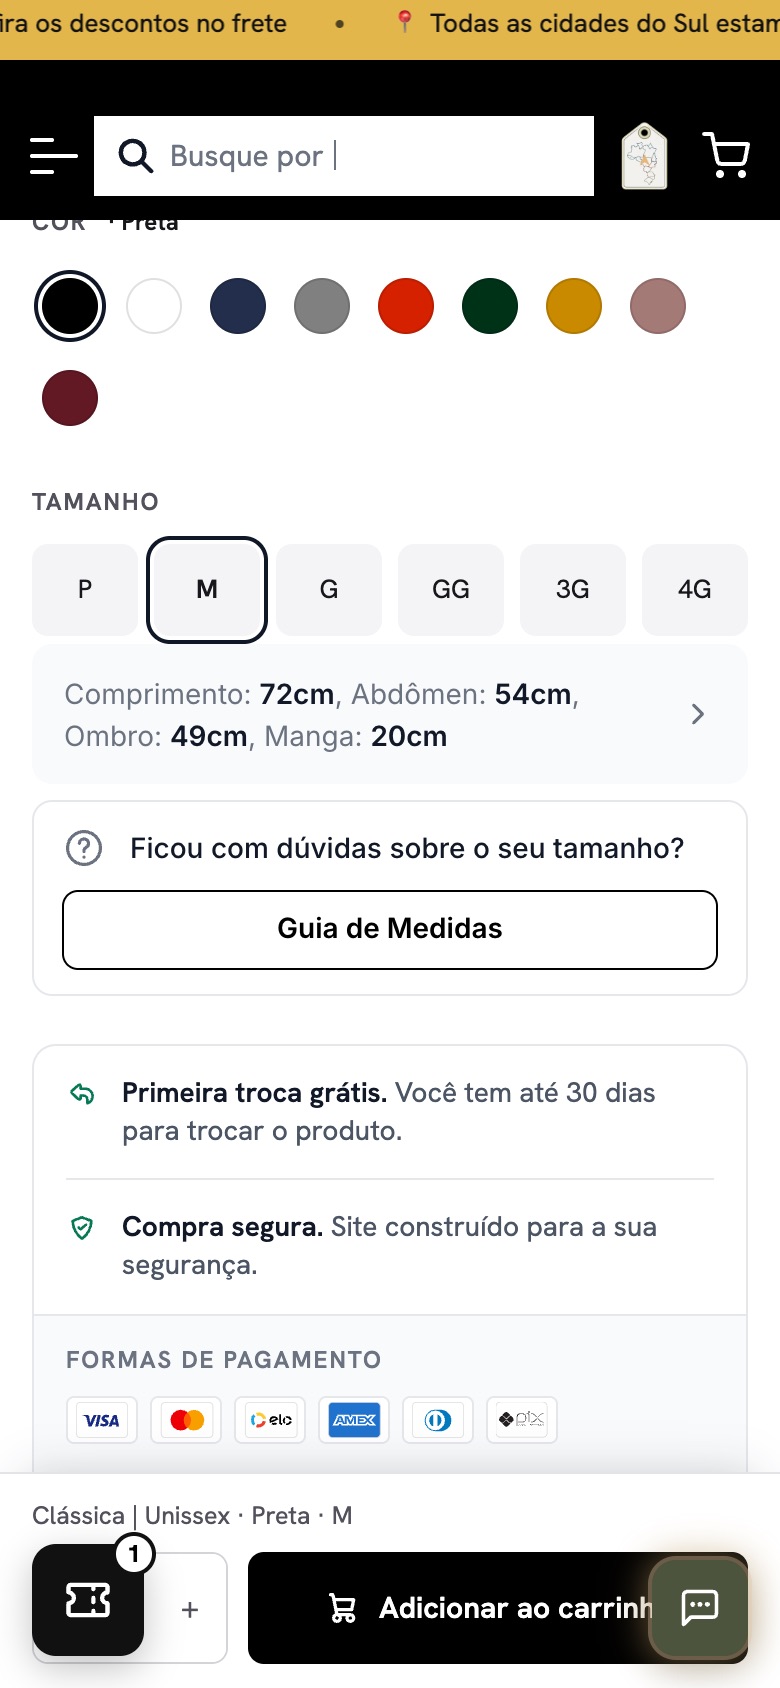 ira os descontos no frete • Todas as cidades do Sul estam
Busque por
COR · Preta
TAMANHO
P M G GG 3G 4G
Comprimento: 72cm, Abdômen: 54cm,
Ombro: 49cm, Manga: 20cm
Ficou com dúvidas sobre o seu tamanho?
Guia de Medidas
Primeira troca grátis. Você tem até 30 dias
para trocar o produto.
Compra segura. Site construído para a sua
segurança.
FORMAS DE PAGAMENTO
VISA elo AMEX pix
Clássica | Unissex · Preta · M
1
+ Adicionar ao carrinh